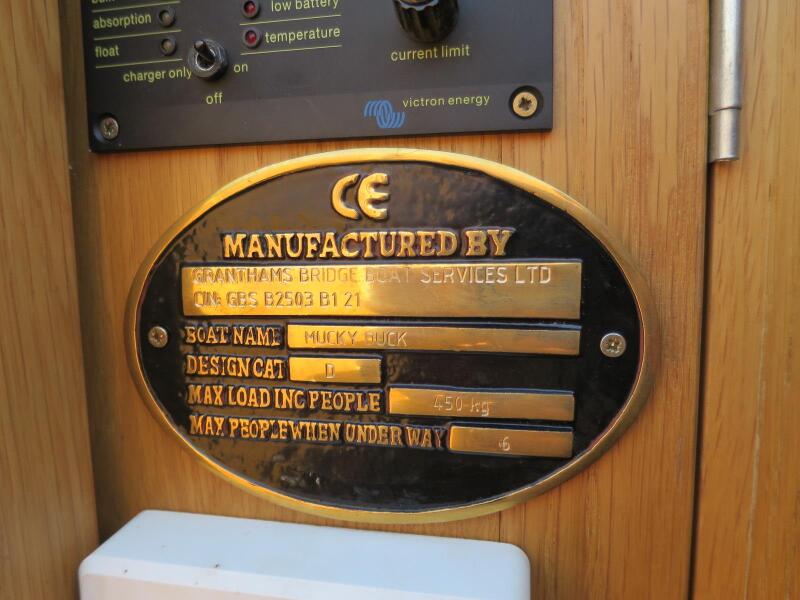 absorption
low battery
float
temperature
charger only
on
off
current limit
victron energy
CE
MANUFACTURED BY
GRANTHAMS BRIDGE BOAT SERVICES LTD
CIN: GBS B2503 B1 21
BOAT NAME MUCKY DUCK
DESIGN CAT D
MAX LOAD INC PEOPLE 450 kg
MAX PEOPLE WHEN UNDER WAY 6